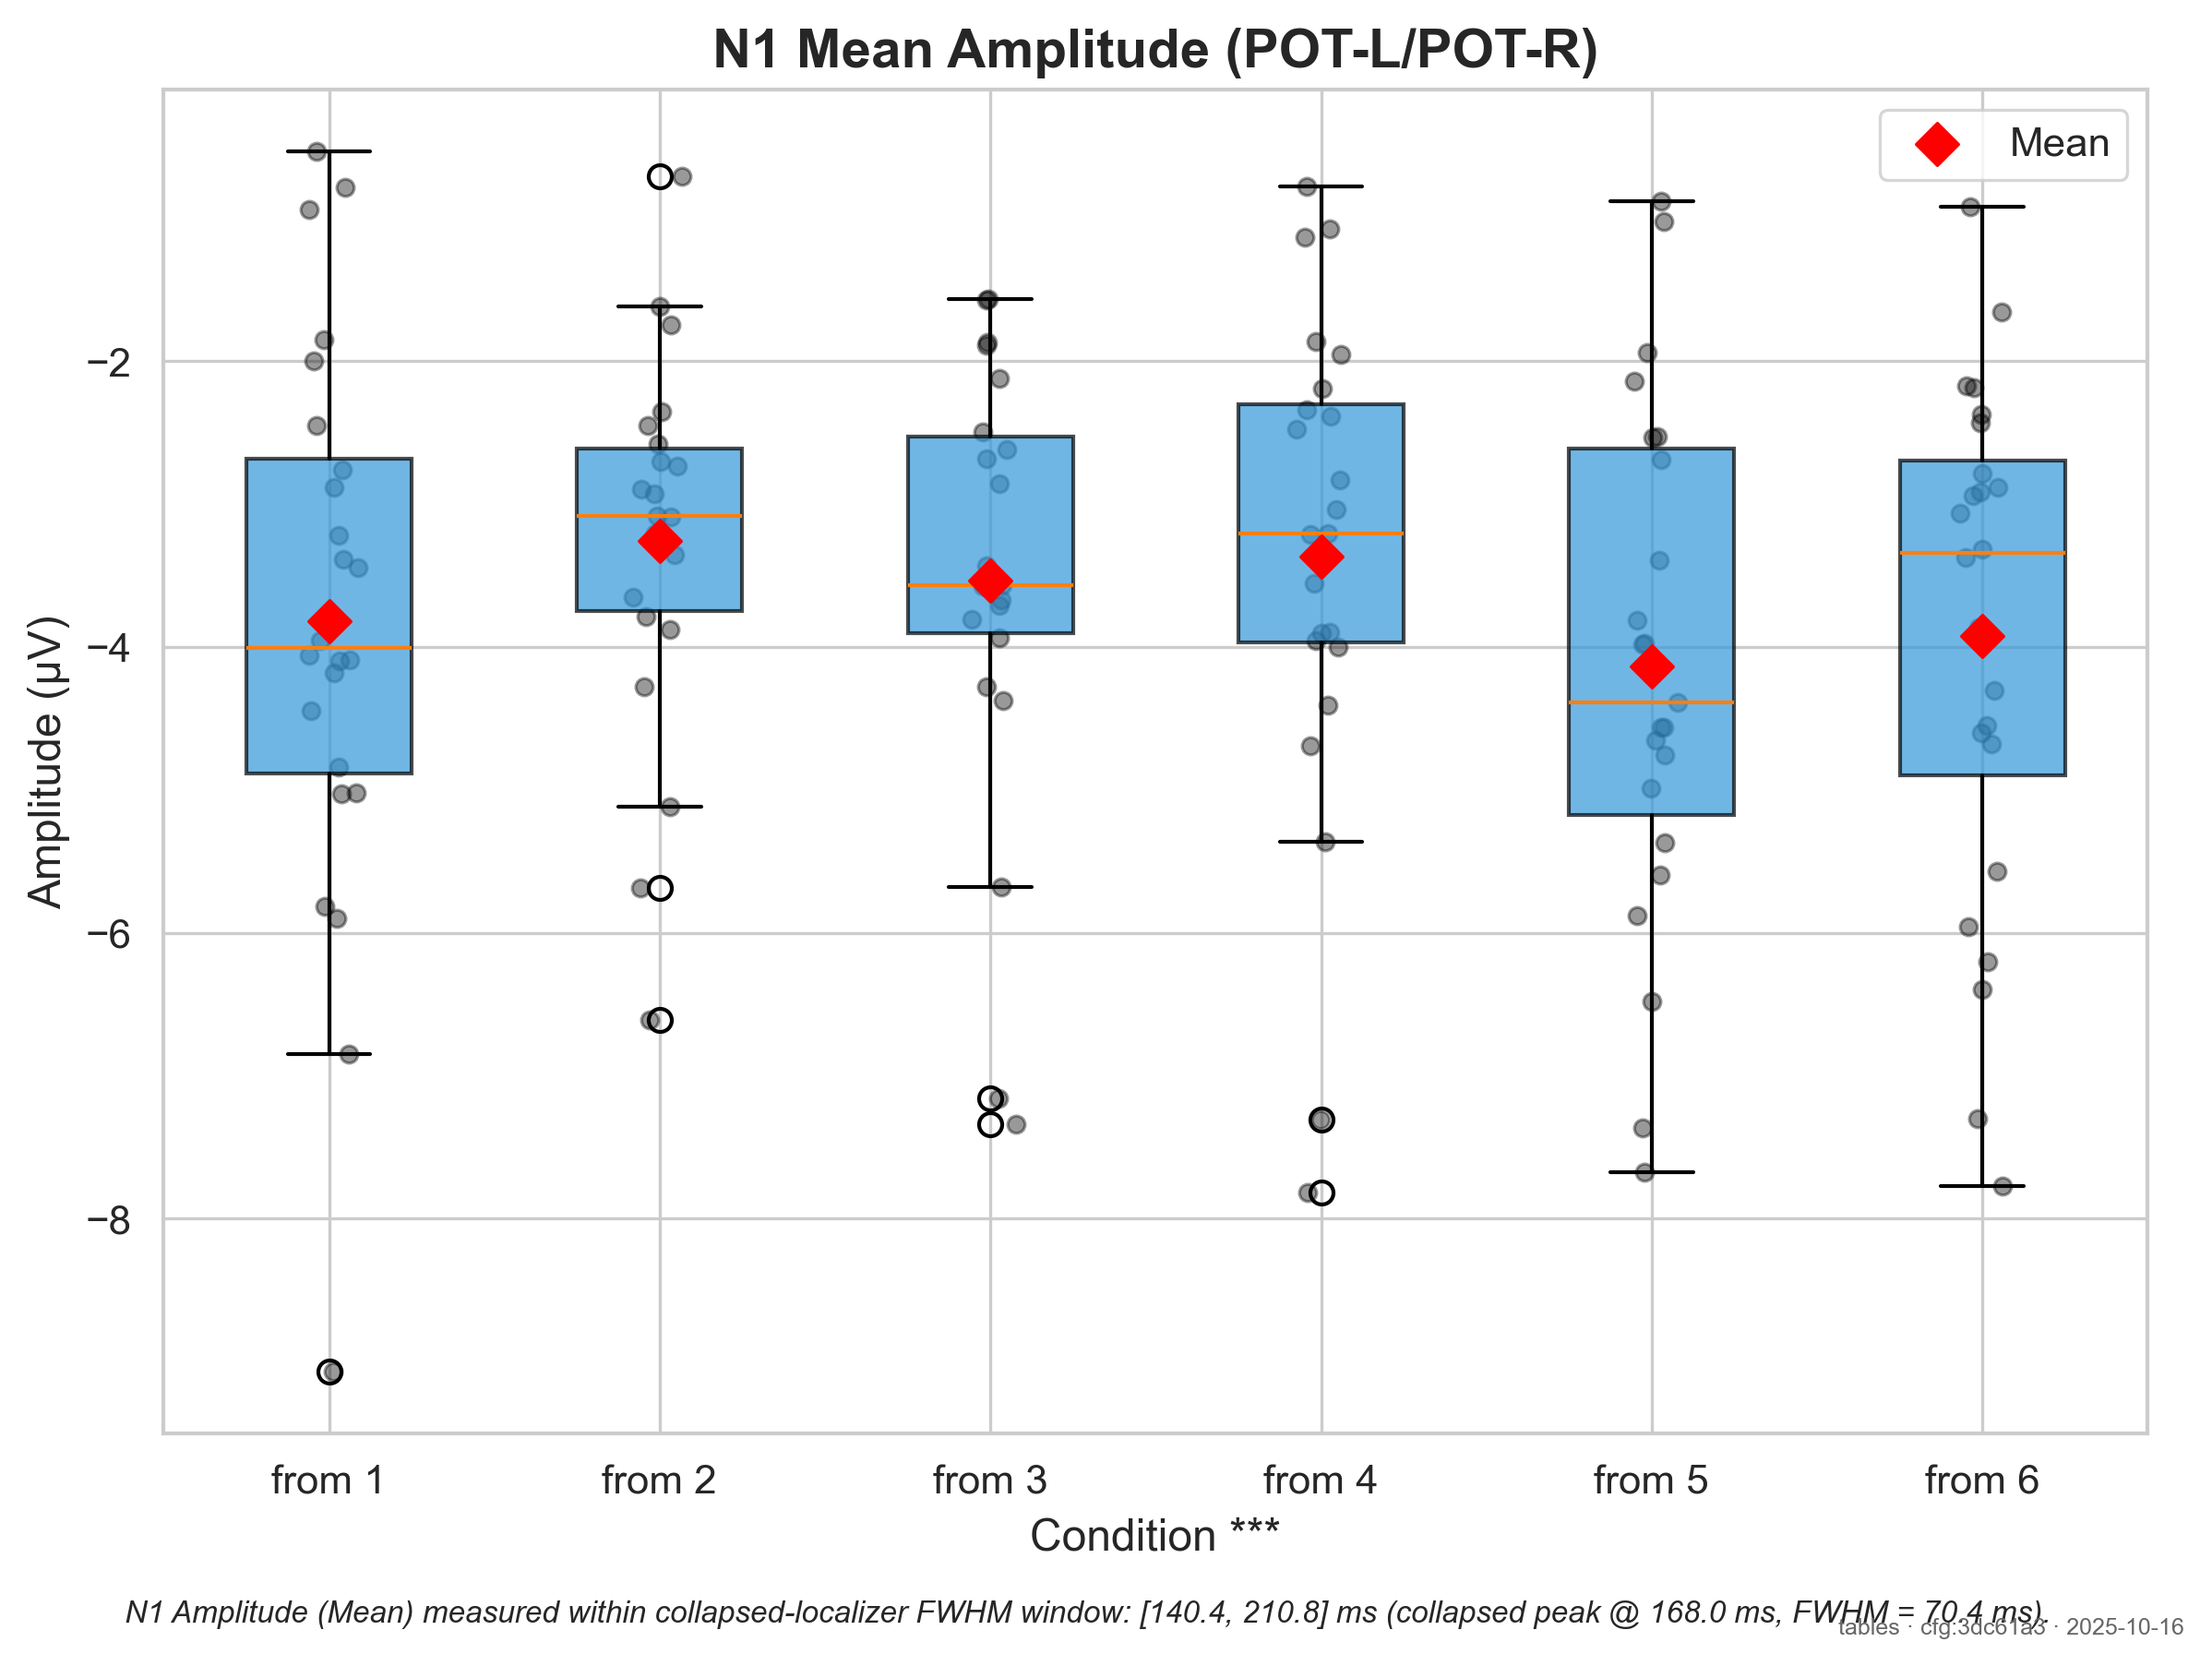 N1 Mean Amplitude (POT-L/POT-R)
Mean
Amplitude (µV)
−2
−4
−6
−8
from 1 from 2 from 3 from 4 from 5 from 6
Condition ***
N1 Amplitude (Mean) measured within collapsed-localizer FWHM window: [140.4, 210.8] ms (collapsed peak @ 168.0 ms, FWHM = 70.4 ms).
tables · cfg:3dc61a3 · 2025-10-16